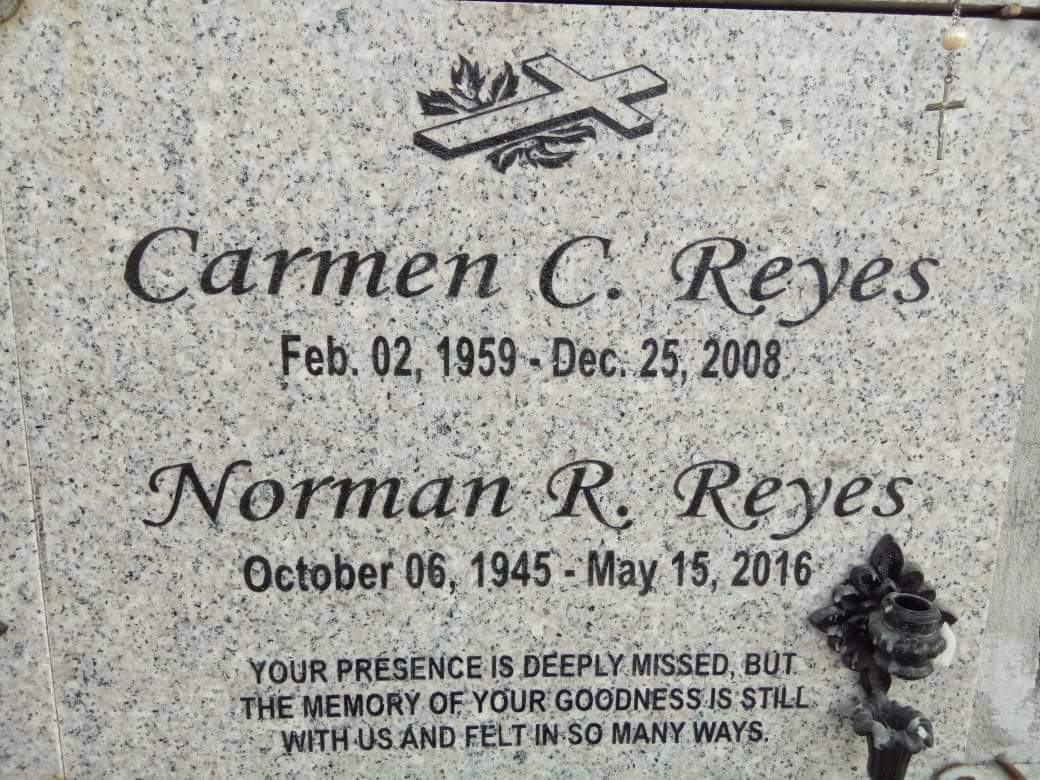 Carmen C. Reyes
Feb. 02, 1959 - Dec. 25, 2008
Norman R. Reyes
October 06, 1945 - May 15, 2016
YOUR PRESENCE IS DEEPLY MISSED, BUT
THE MEMORY OF YOUR GOODNESS IS STILL
WITH US AND FELT IN SO MANY WAYS.